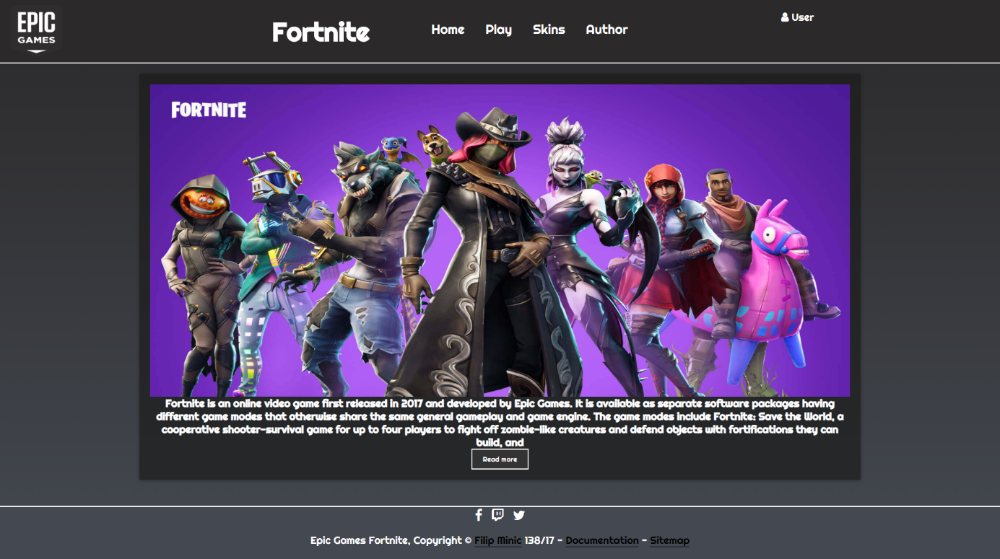 EPIC
GAMES
Fortnite
Home
Play
Skins
Author
User
FORTNITE
Fortnite is an online video game first released in 2017 and developed by Epic Games. It is available as separate software packages having
different game modes that otherwise share the same general gameplay and game engine. The game modes include Fortnite: Save the World, a
cooperative shooter-survival game for up to four players to fight off zombie-like creatures and defend objects with fortifications they can
build, and
Read more
Epic Games Fortnite, Copyright © Filip Minic 138/17 - Documentation - Sitemap